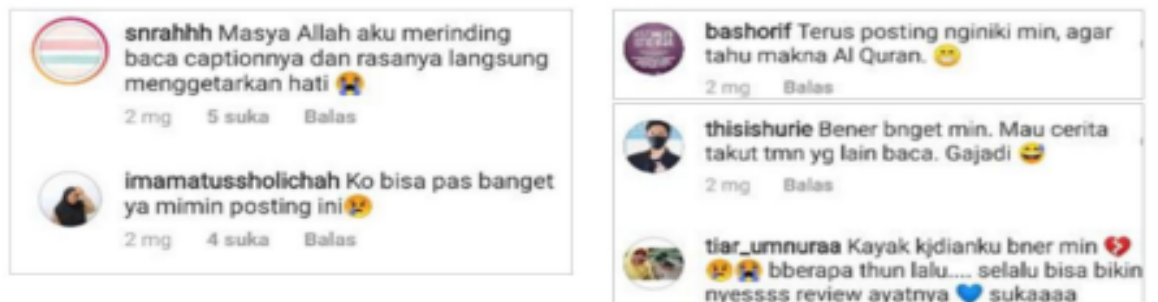 snrahhh Masya Allah aku merinding
baca captionnya dan rasanya langsung
menggetarkan hati 😭
2 mg 5 suka Balas
imamatussholichah Ko bisa pas banget
ya mimin posting ini😢
2 mg 4 suka Balas
bashorif Terus posting nginiki min, agar
tahu makna Al Quran. 😁
2 mg Balas
thisishurie Bener bnget min. Mau cerita
takut tmn yg lain baca. Gajadi 😅
2 mg Balas
tiar_umnuraa Kayak kjdianku bner min 💔
😢😭 bberapa thun lalu.... selalu bisa bikin
nyessss review ayatnya 💙 sukaaaa